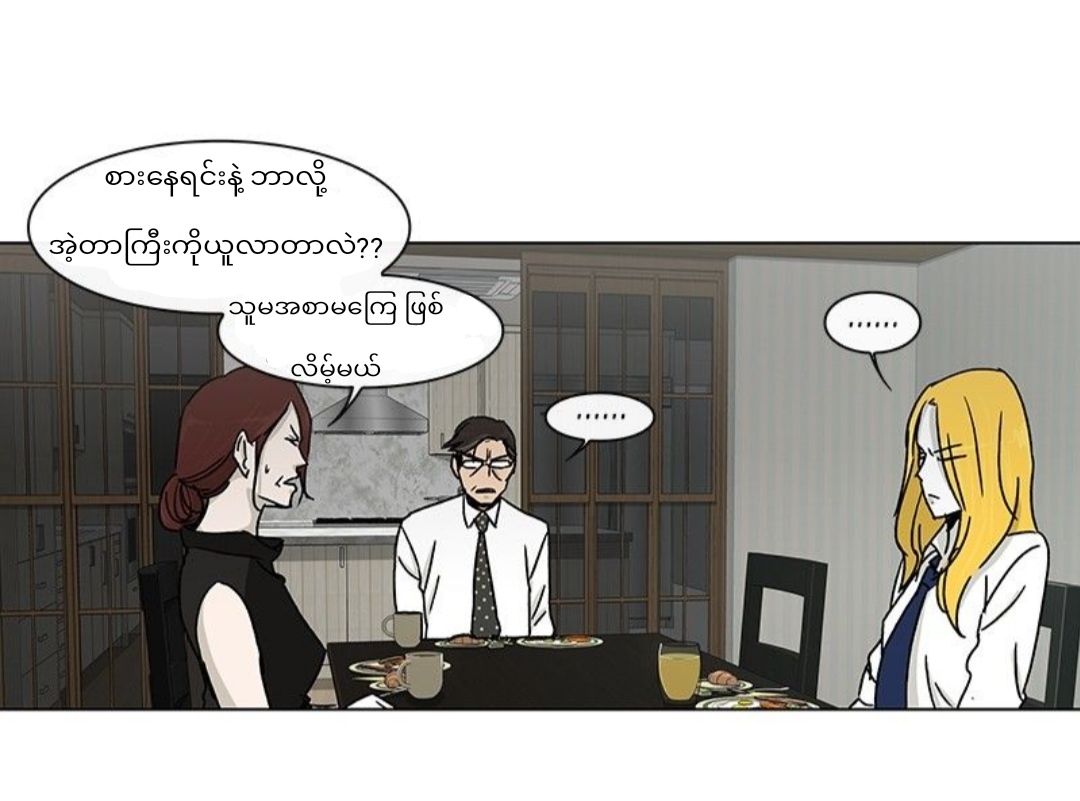 စားနေရင်းနဲ့ ဘာလို့
အဲ့တာကြီးကိုယူလာတာလဲ??
သူမအစာမကြေ ဖြစ်
လိမ့်မယ်
......
......